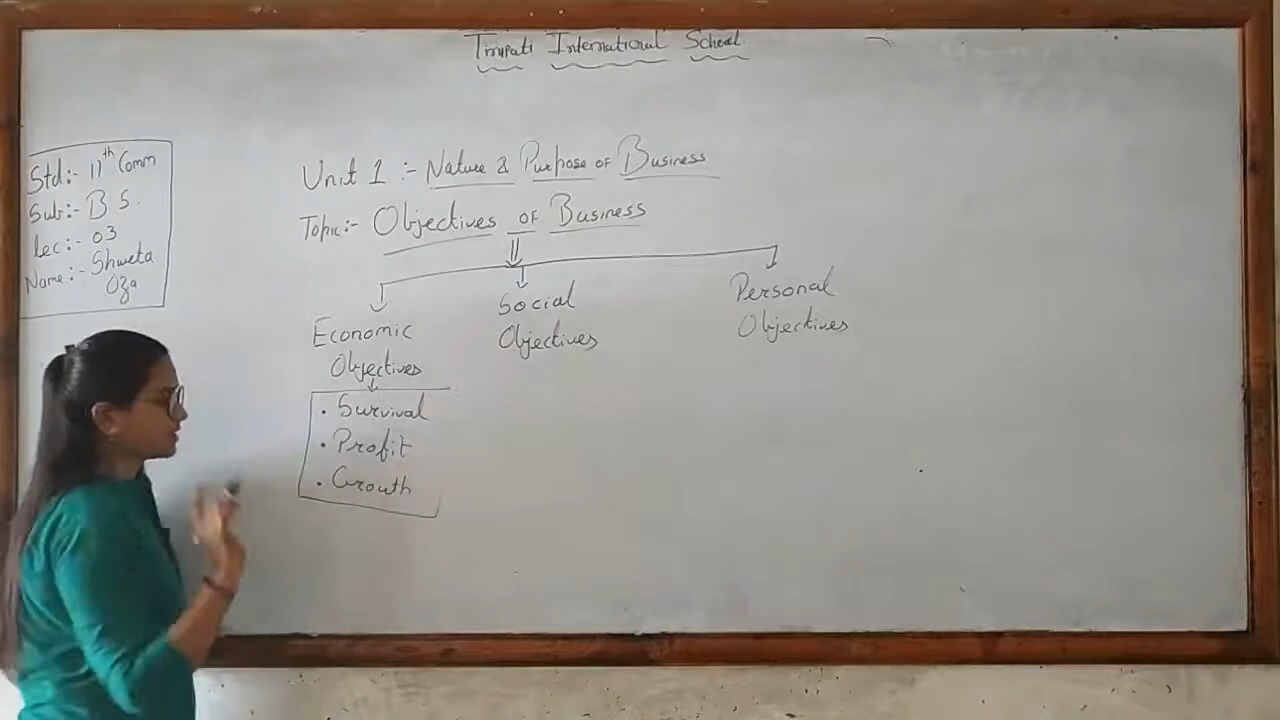 Tirupati International School
Std:- 11th Comm
Sub:- B S.
lec:- 03
Name:- Shweta
Oza
Unit 1 :- Nature & Purpose of Business
Topic:- Objectives of Business
Economic
Objectives
• Survival
• Profit
• Growth
Social
Objectives
Personal
Objectives